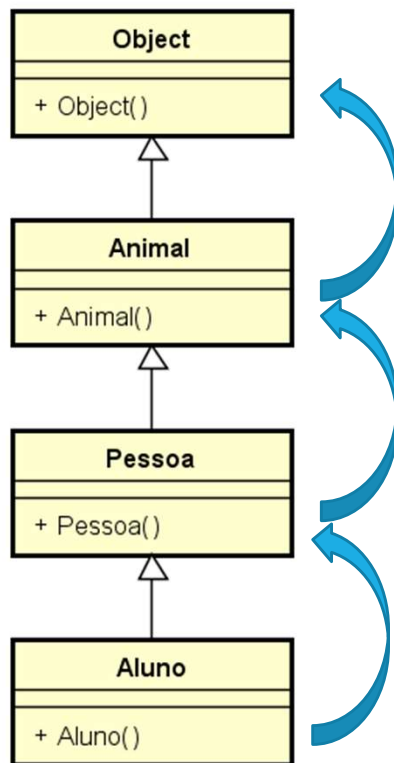 Object
+ Object()
Animal
+ Animal()
Pessoa
+ Pessoa()
Aluno
+ Aluno()